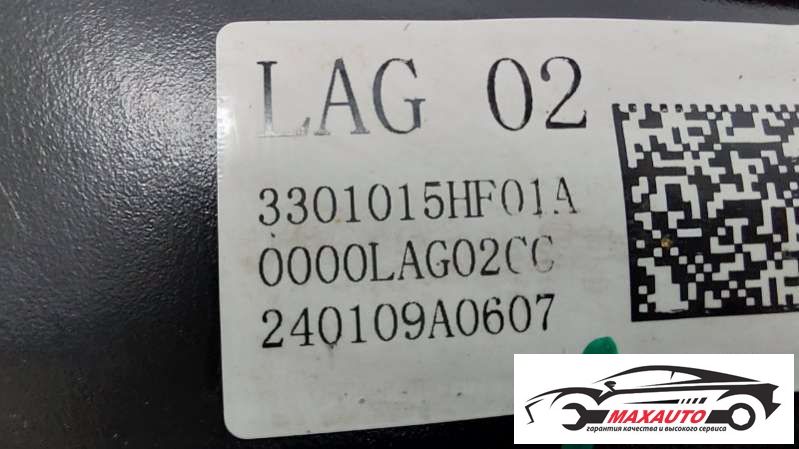 LAG 02
3301015HF01A
0000LAG02CC
240109A0607
MAXAUTO
гарантия качества и высокого сервиса